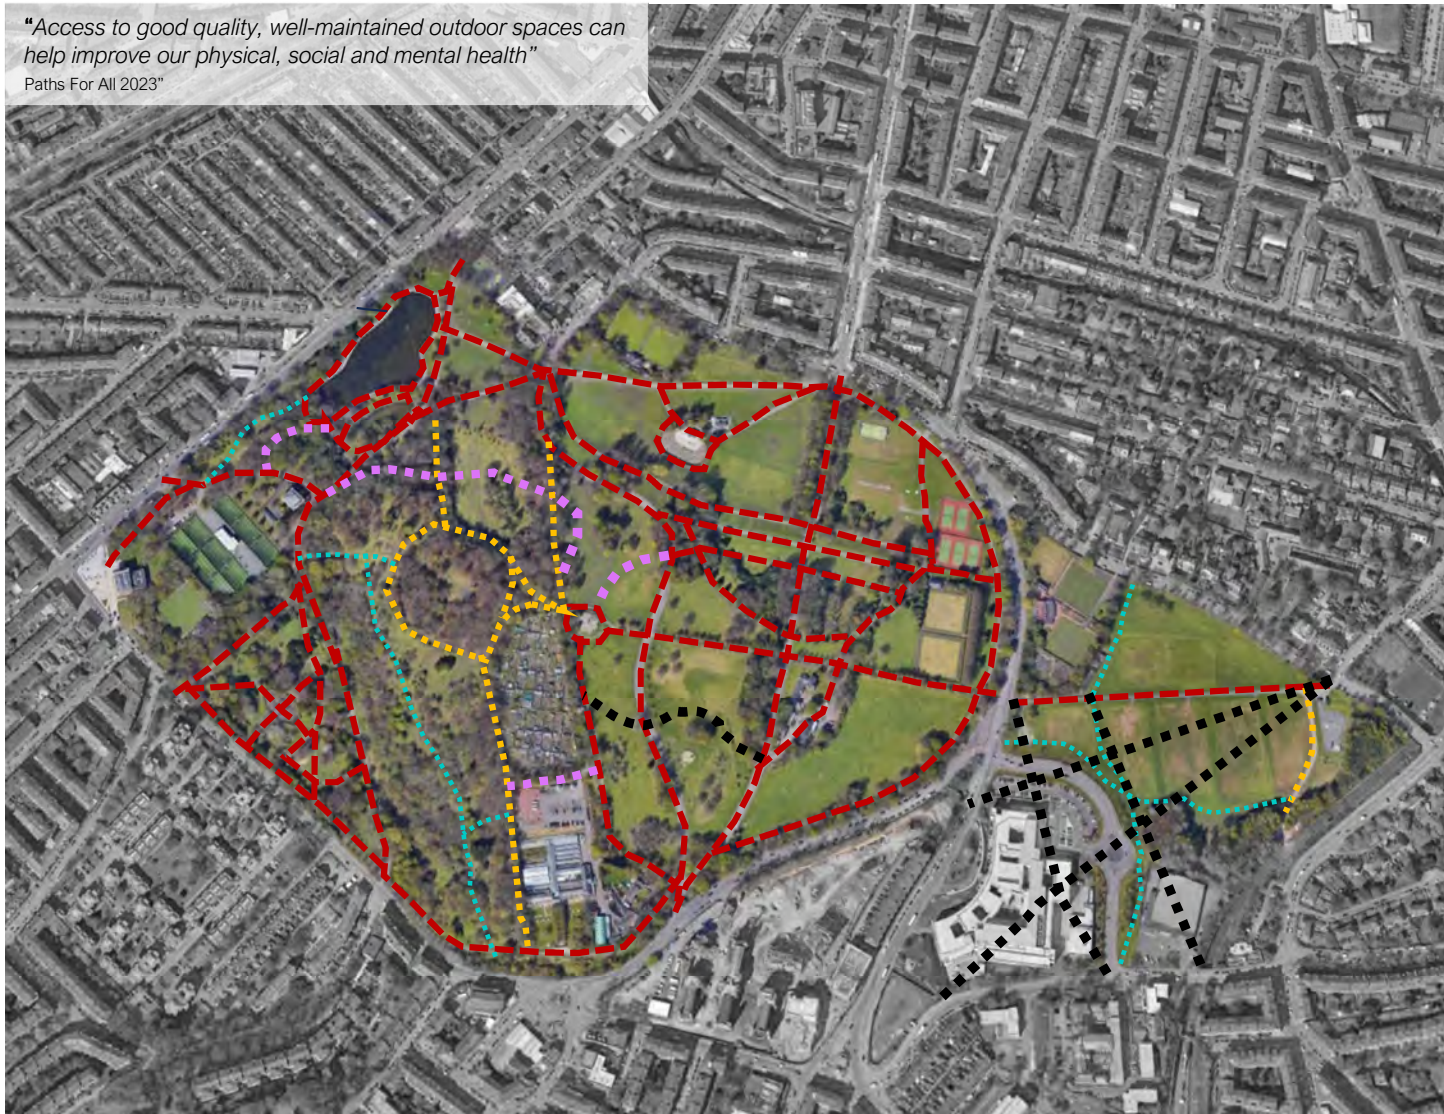 “Access to good quality, well-maintained outdoor spaces can
help improve our physical, social and mental health”
Paths For All 2023”